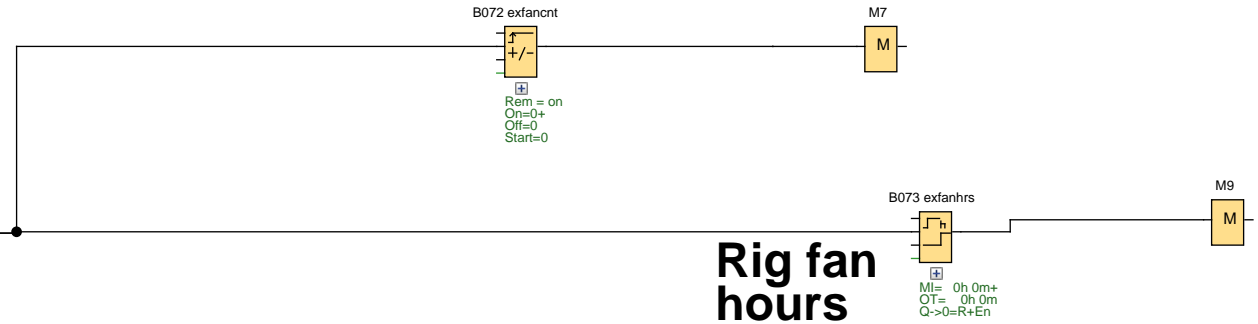 B072 exfancnt
M7
+/-
M
Rem = on
On=0+
Off=0
Start=0
B073 exfanhrs
M9
h
M
Rig fan
hours
MI= 0h 0m+
OT= 0h 0m
Q->0=R+En